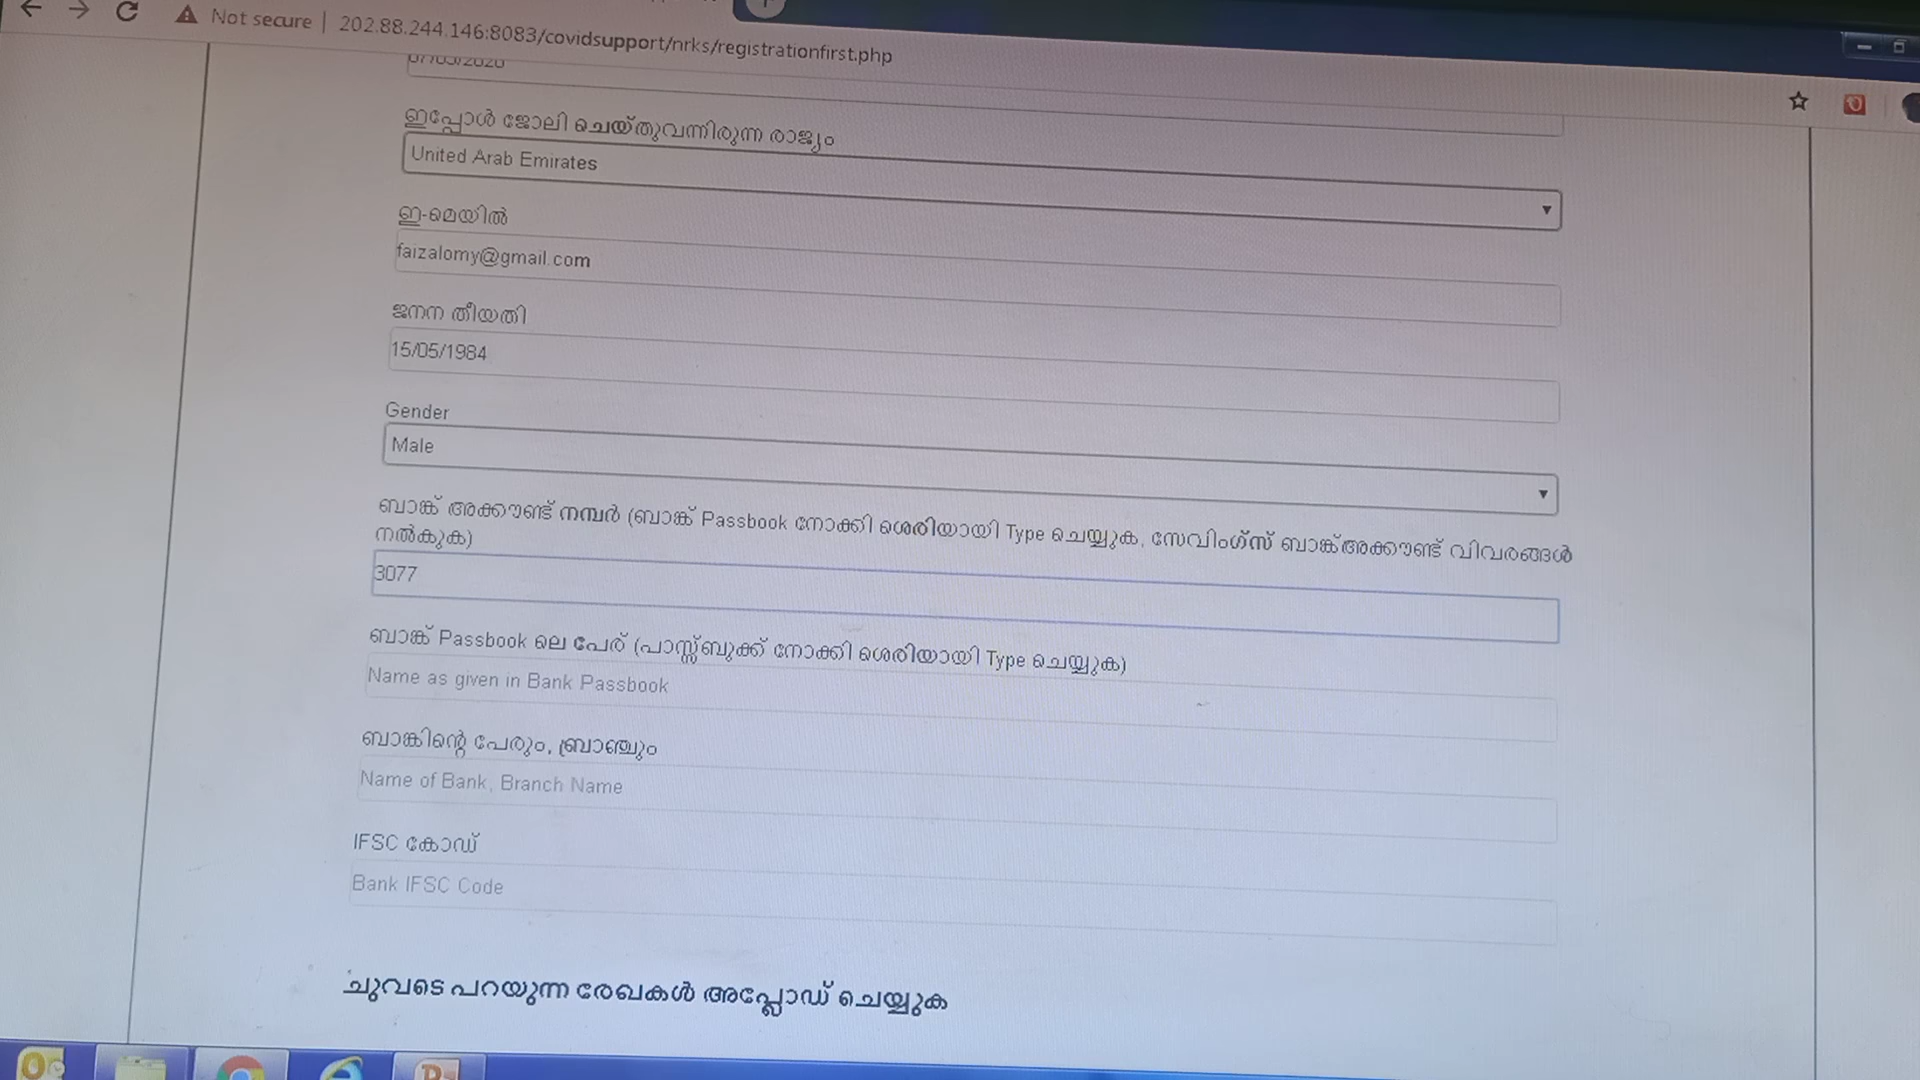 Not secure | 202.88.244.146:8083/covidsupport/nrks/registrationfirst.php
07/03/2020
ഇപ്പോൾ ജോലി ചെയ്തുവന്നിരുന്ന രാജ്യം
United Arab Emirates
ഇ-മെയിൽ
faizalomy@gmail.com
ജനന തീയതി
15/05/1984
Gender
Male
ബാങ്ക് അക്കൗണ്ട് നമ്പർ (ബാങ്ക് Passbook നോക്കി ശെരിയായി Type ചെയ്യുക, സേവിംഗ്സ് ബാങ്ക്അക്കൗണ്ട് വിവരങ്ങൾ
നൽകുക)
3077
ബാങ്ക് Passbook ലെ പേര് (പാസ്സ്ബുക്ക് നോക്കി ശെരിയായി Type ചെയ്യുക)
Name as given in Bank Passbook
ബാങ്കിന്റെ പേരും, ബ്രാഞ്ചും
Name of Bank, Branch Name
IFSC കോഡ്
Bank IFSC Code
ചുവടെ പറയുന്ന രേഖകൾ അപ്ലോഡ് ചെയ്യുക